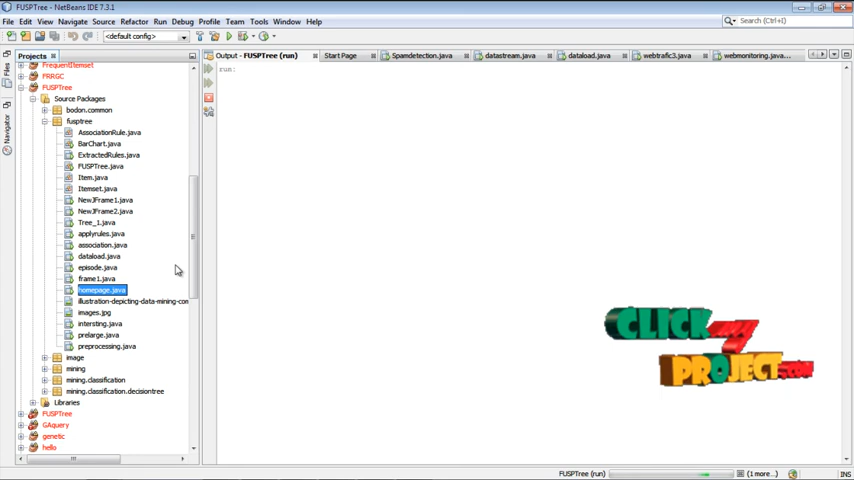 FUSPTree - NetBeans IDE 7.3.1
File Edit View Navigate Source Refactor Run Debug Profile Team Tools Window Help
Search (Ctrl+I)
<default config>
Projects
Output - FUSPTree (run)
Start Page
Spamdetection.java
datastream.java
dataload.java
webtrafic3.java
webmonitoring.java...
Files
Navigator
run:
FrequentItemset
FRRGC
FUSPTree
Source Packages
bodon.common
fusptree
AssociationRule.java
BarChart.java
ExtractedRules.java
FUSPTree.java
Item.java
Itemset.java
NewJFrame1.java
NewJFrame2.java
Tree_1.java
applyrules.java
association.java
dataload.java
episode.java
frame1.java
homepage.java
illustration-depicting-data-mining-con
images.jpg
intersting.java
prelarge.java
preprocessing.java
image
mining
mining.classification
mining.classification.decisiontree
Libraries
FUSPTree
GAquery
genetic
hello
CLICK MY
PROJECT.COM
FUSPTree (run)
(1 more...)
INS